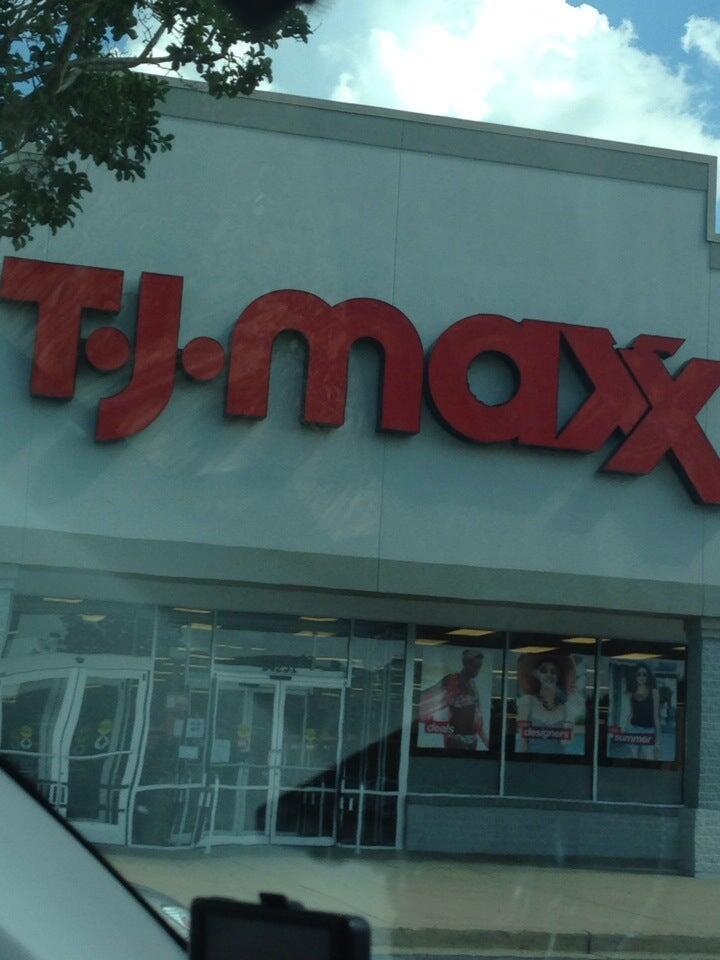 T·J·maxx
deals
designers
summer